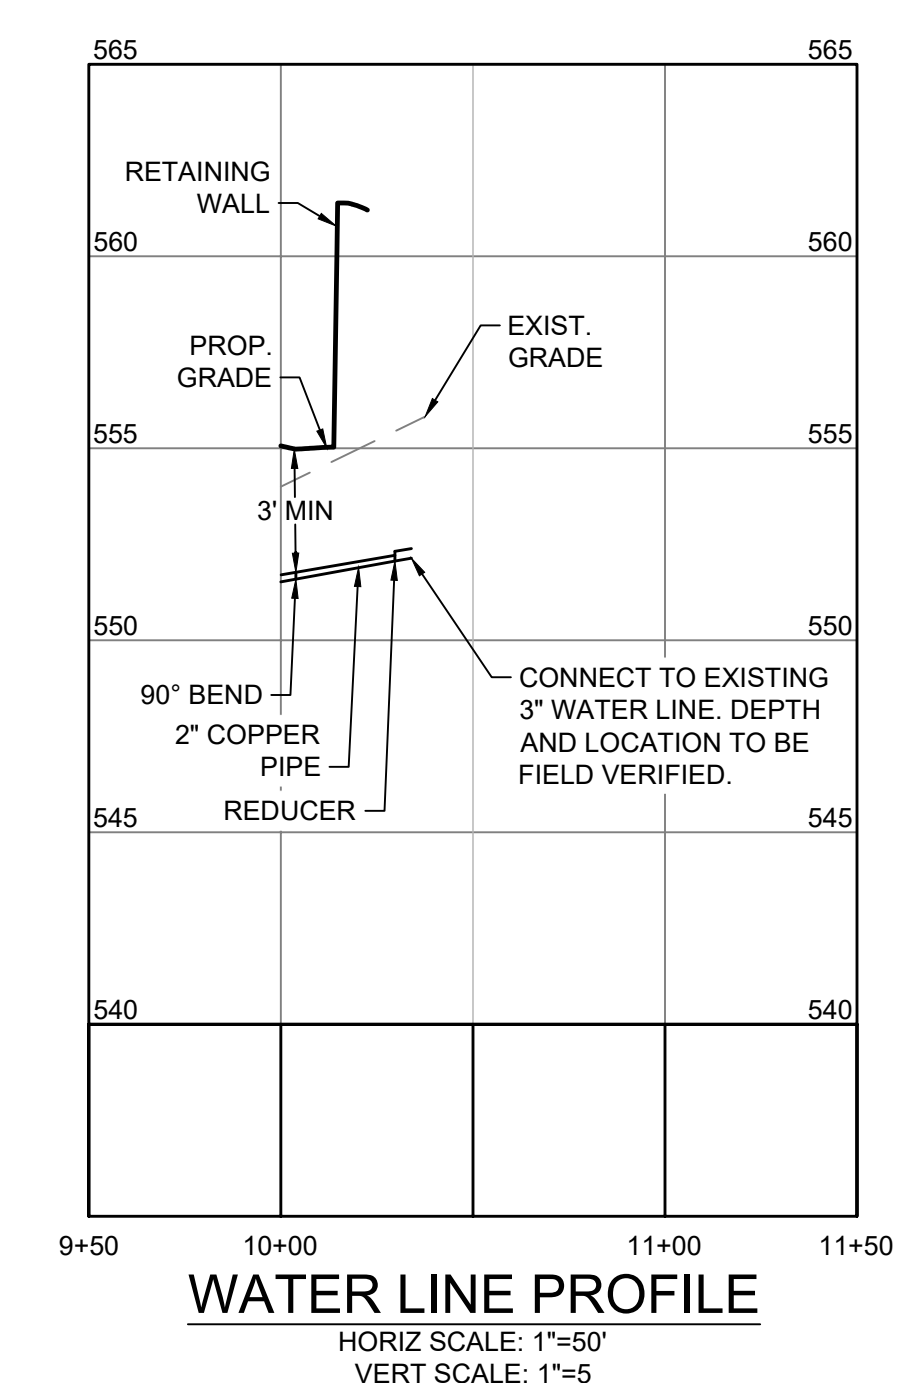 565 565
RETAINING
WALL
560 560
EXIST.
GRADE
PROP.
GRADE
555 555
3' MIN
550 550
90° BEND
2" COPPER
PIPE
REDUCER
CONNECT TO EXISTING
3" WATER LINE. DEPTH
AND LOCATION TO BE
FIELD VERIFIED.
545 545
540 540
9+50 10+00 11+00 11+50
WATER LINE PROFILE
HORIZ SCALE: 1"=50'
VERT SCALE: 1"=5